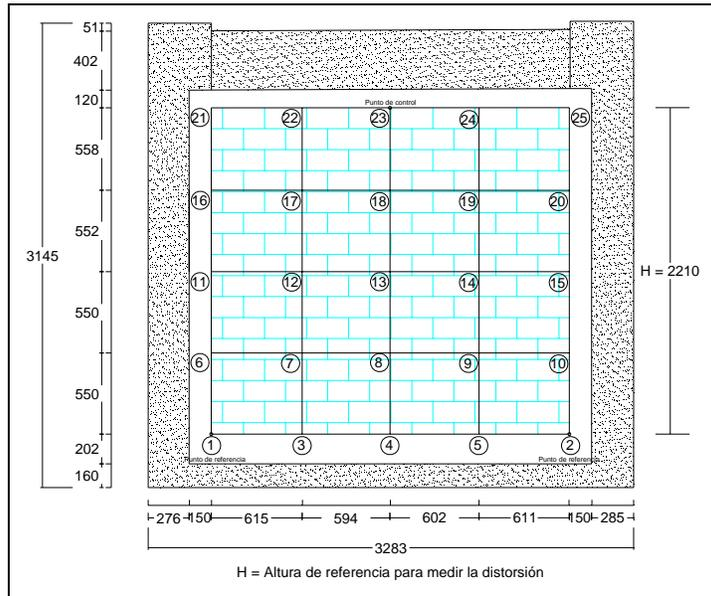 51
402
120
Punto de control
21 22 23 24 25
558
16 17 18 19 20
552
3145
H = 2210
11 12 13 14 15
550
6 7 8 9 10
550
1 3 4 5 2
202
Punto de referencia Punto de referencia
160
276 150 615 594 602 611 150 285
3283
H = Altura de referencia para medir la distorsión